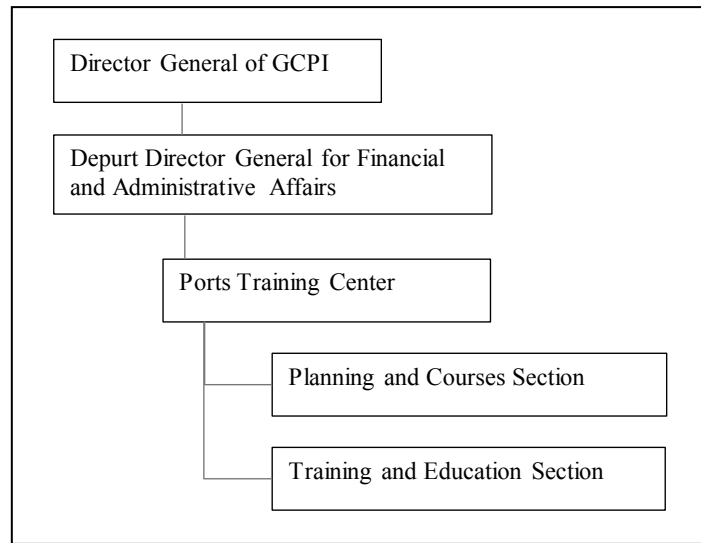 Director General of GCPI
Depurt Director General for Financial
and Administrative Affairs
Ports Training Center
Planning and Courses Section
Training and Education Section